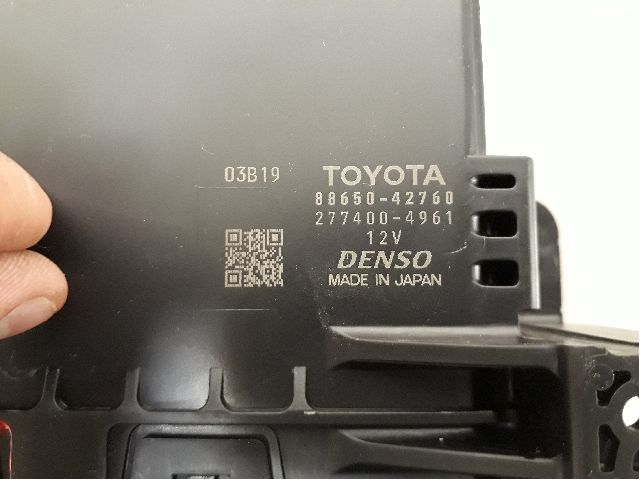 03B19
TOYOTA
88650-42760
277400-4961
12V
DENSO
MADE IN JAPAN